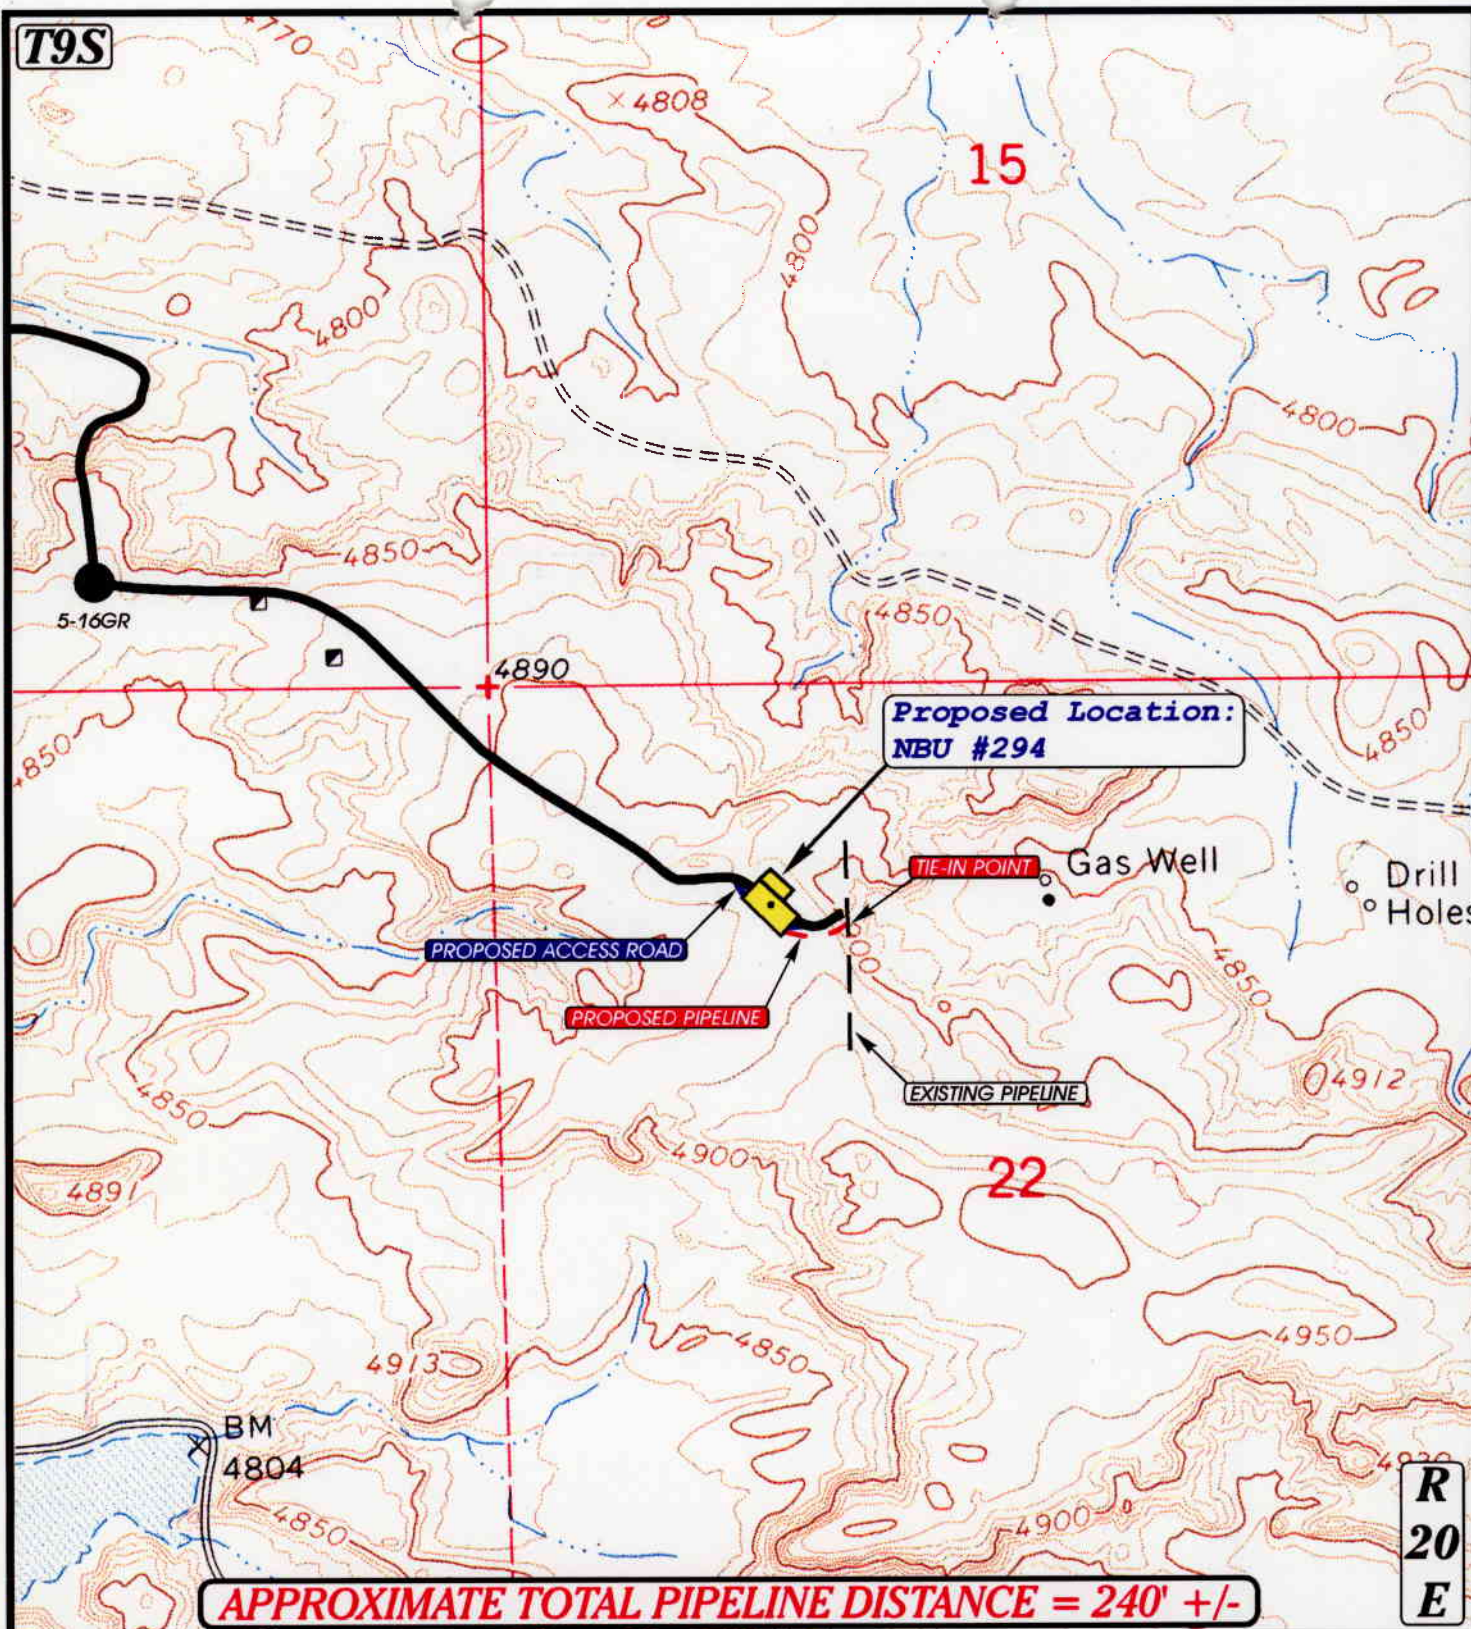 T9S
4770
4808
15
4800
4800
4800
4850
5-16GR
4850
4890
Proposed Location:
NBU #294
4850
4850
TIE-IN POINT
Gas Well
Drill
Holes
PROPOSED ACCESS ROAD
4850
PROPOSED PIPELINE
EXISTING PIPELINE
4912
4850
4900
22
4891
4950
4850
4913
BM
4804
4850
4900
R
20
E
APPROXIMATE TOTAL PIPELINE DISTANCE = 240' +/-